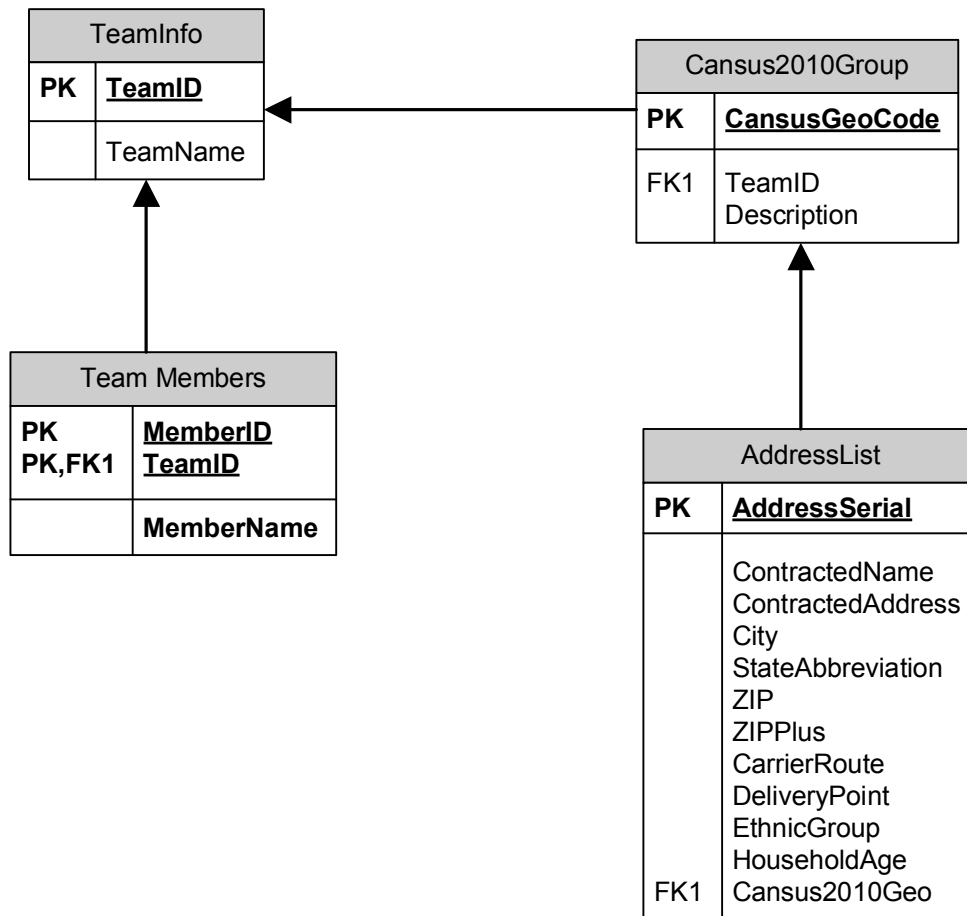 TeamInfo
PK TeamID
TeamName
Cansus2010Group
PK CansusGeoCode
FK1 TeamID
Description
Team Members
PK MemberID
PK,FK1 TeamID
MemberName
AddressList
PK AddressSerial
ContractedName
ContractedAddress
City
StateAbbreviation
ZIP
ZIPPlus
CarrierRoute
DeliveryPoint
EthnicGroup
HouseholdAge
FK1 Cansus2010Geo